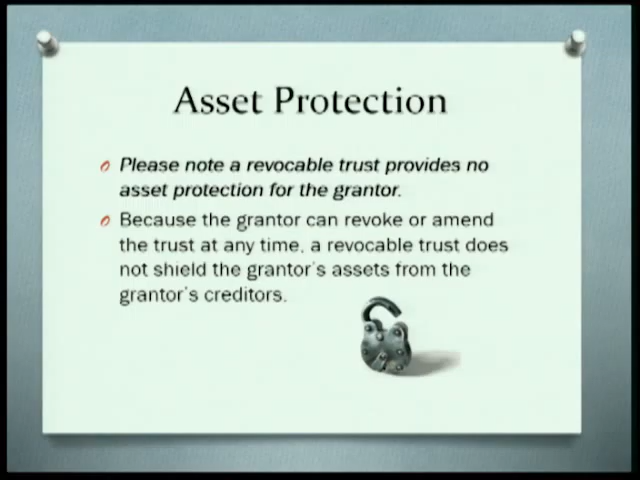 Asset Protection
Please note a revocable trust provides no
asset protection for the grantor.
Because the grantor can revoke or amend
the trust at any time, a revocable trust does
not shield the grantor's assets from the
grantor's creditors.